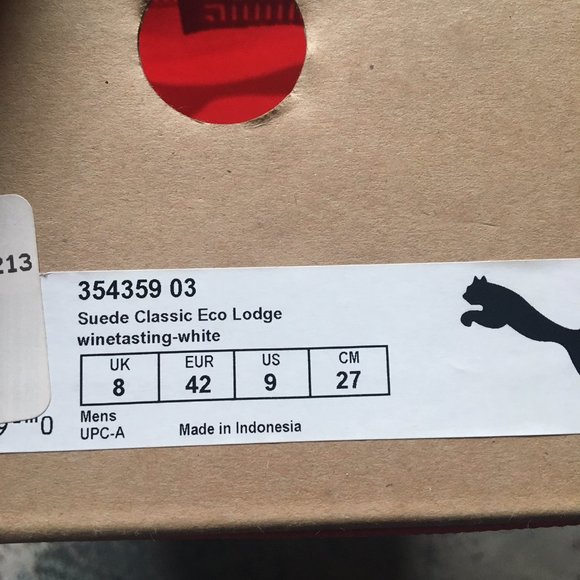 213
354359 03
Suede Classic Eco Lodge
winetasting-white
UK EUR US CM
8 42 9 27
Mens
UPC-A Made in Indonesia